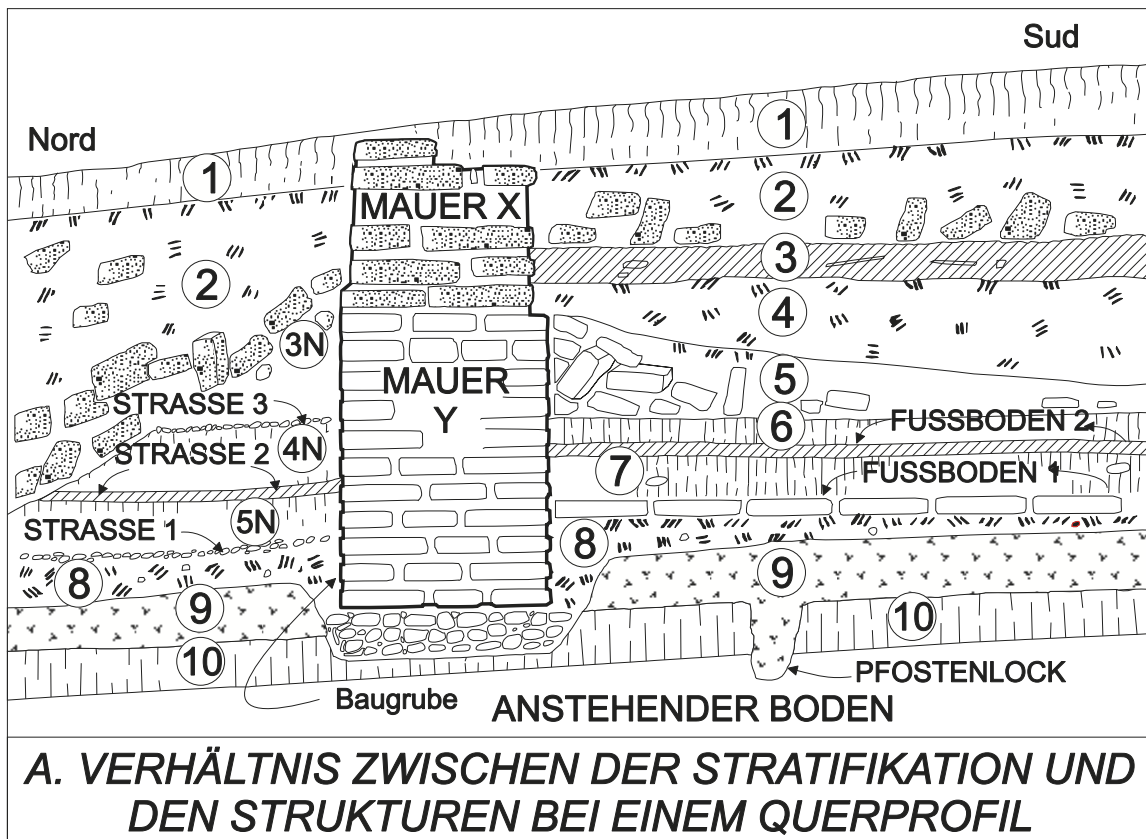 Sud
Nord
1
1
2
MAUER X
3
2
4
3N
MAUER
Y
5
STRASSE 3
6
FUSSBODEN 2
4N
STRASSE 2
7
FUSSBODEN 1
5N
STRASSE 1
8
8
9
9
10
10
PFOSTENLOCK
Baugrube
ANSTEHENDER BODEN
A. VERHÄLTNIS ZWISCHEN DER STRATIFIKATION UND
DEN STRUKTUREN BEI EINEM QUERPROFIL